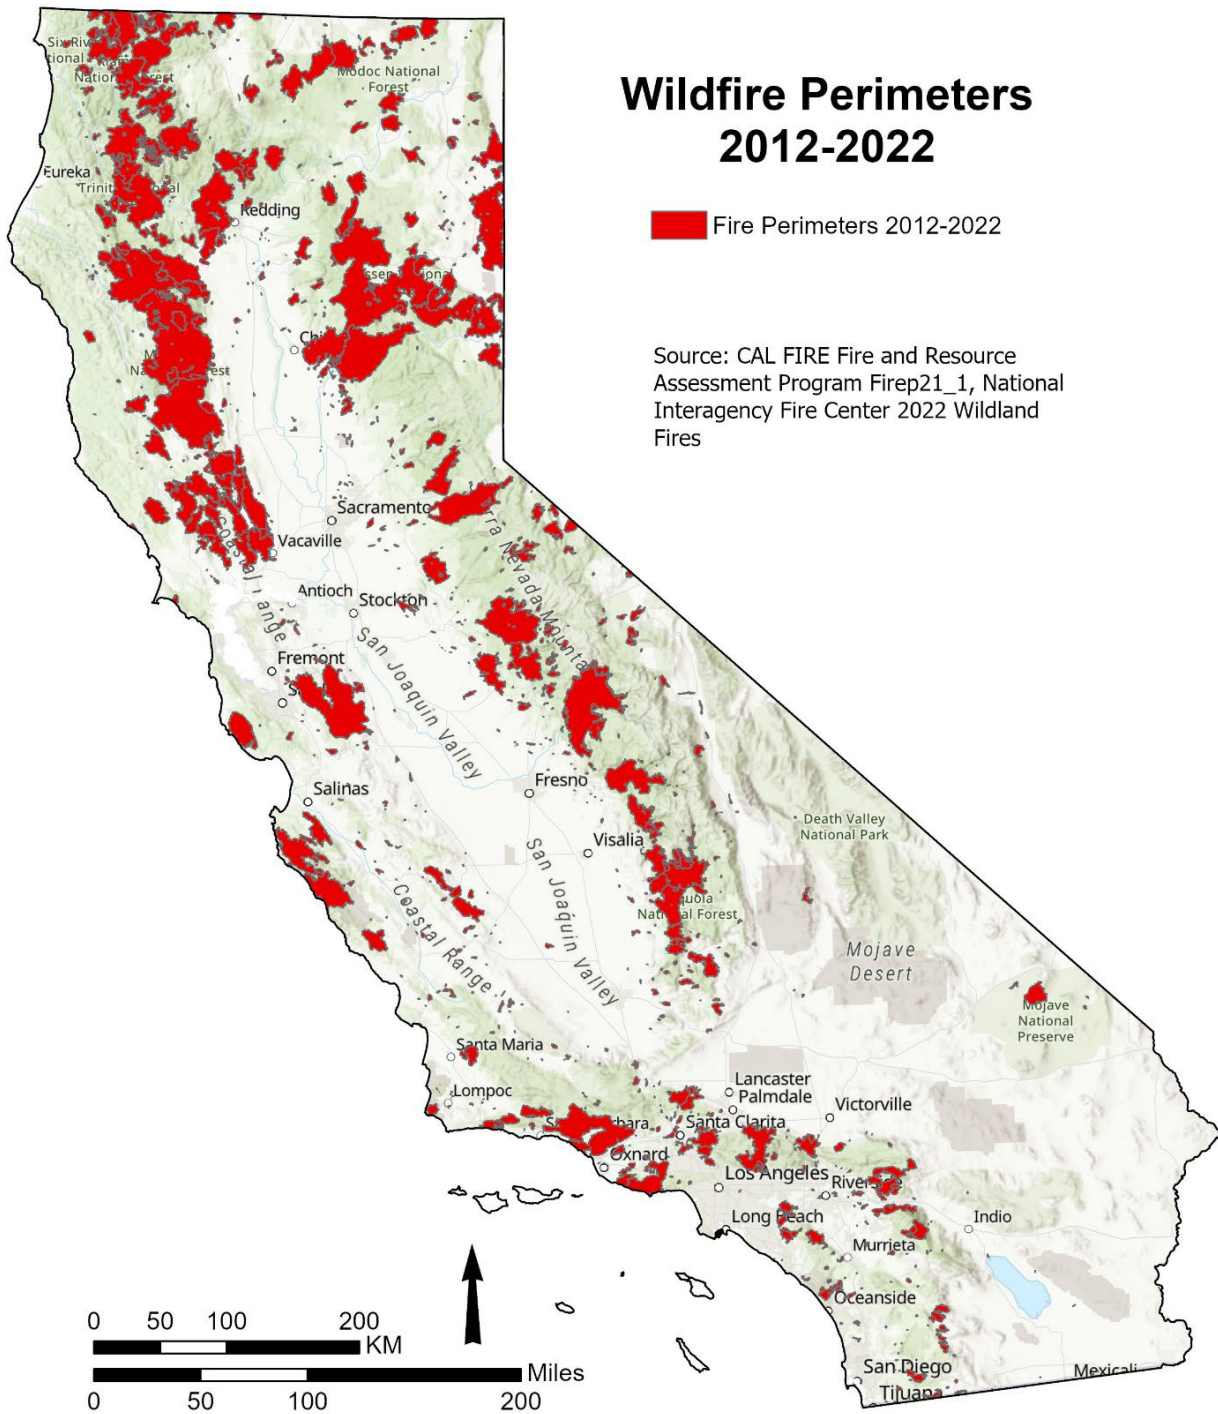 Wildfire Perimeters
2012-2022
Fire Perimeters 2012-2022
Source: CAL FIRE Fire and Resource
Assessment Program Firep21_1, National
Interagency Fire Center 2022 Wildland
Fires
Modoc National
Forest
Eureka
Redding
Sacramento
Vacaville
Antioch
Stockton
Fremont
San Joaquin Valley
Salinas
Fresno
Visalia
San Joaquin Valley
Coastal Range
Death Valley
National Park
Mojave
Desert
Mojave
National
Preserve
Santa Maria
Lompoc
Lancaster
Palmdale
Victorville
Santa Clarita
Oxnard
Los Angeles
Long Beach
Indio
Murrieta
Oceanside
San Diego
Tijuana
Mexicali
0 50 100 200
KM
Miles
0 50 100 200